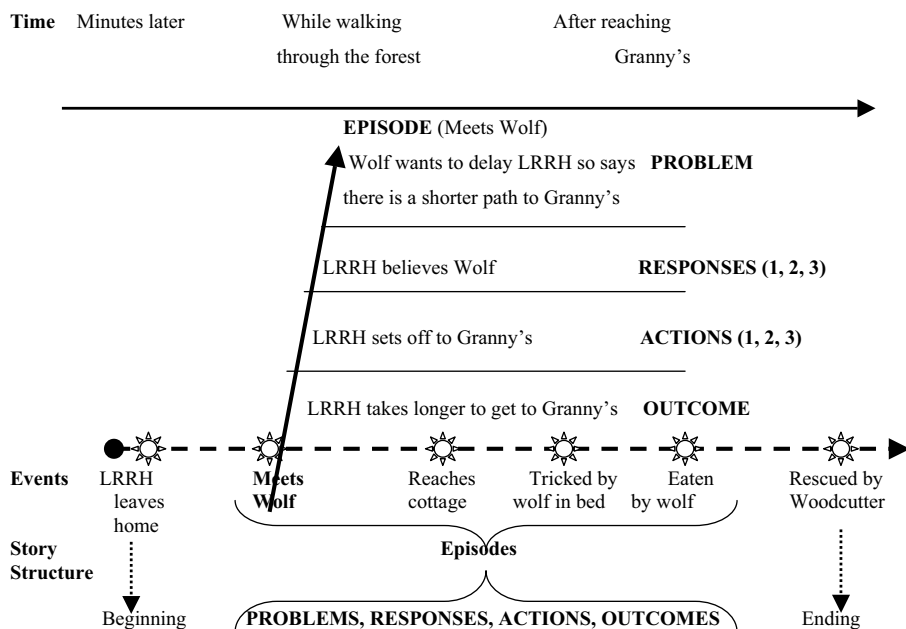 Time Minutes later While walking After reaching
through the forest Granny's
EPISODE (Meets Wolf)
Wolf wants to delay LRRH so says PROBLEM
there is a shorter path to Granny's
LRRH believes Wolf RESPONSES (1, 2, 3)
LRRH sets off to Granny's ACTIONS (1, 2, 3)
LRRH takes longer to get to Granny's OUTCOME
Events LRRH Meets Reaches Tricked by Eaten Rescued by
leaves Wolf cottage wolf in bed by wolf Woodcutter
home
Story Episodes
Structure
Beginning PROBLEMS, RESPONSES, ACTIONS, OUTCOMES Ending